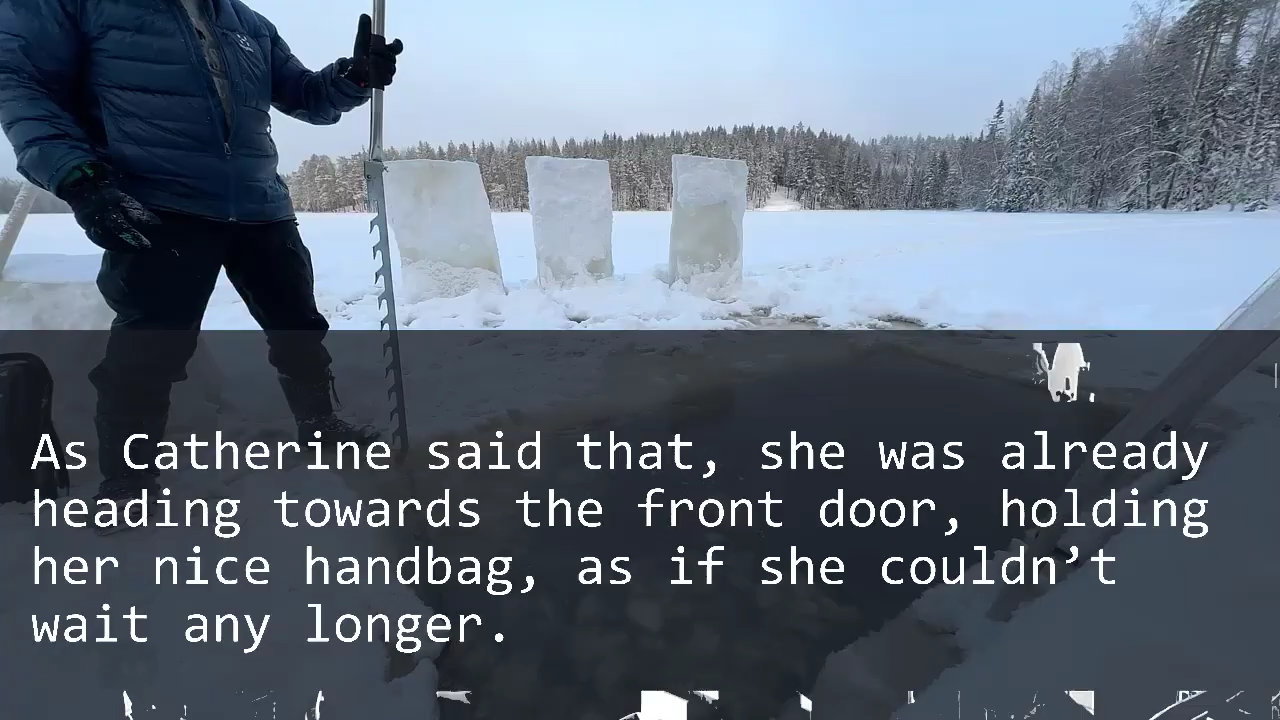 As Catherine said that, she was already
heading towards the front door, holding
her nice handbag, as if she couldn’t
wait any longer.